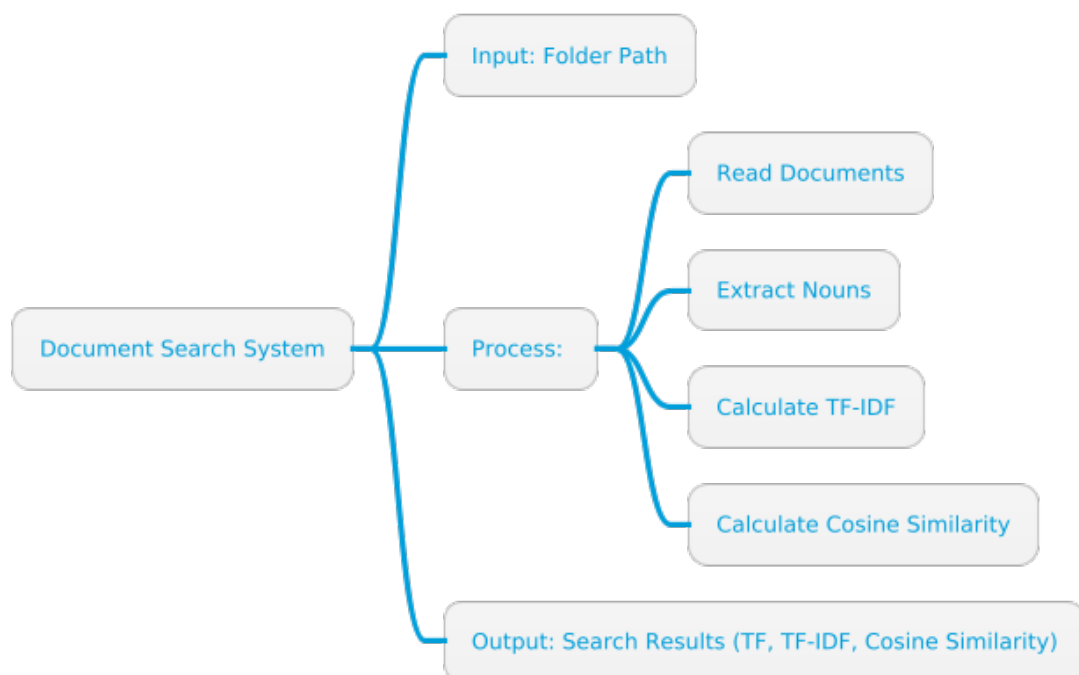 Input: Folder Path
Read Documents
Extract Nouns
Document Search System
Process:
Calculate TF-IDF
Calculate Cosine Similarity
Output: Search Results (TF, TF-IDF, Cosine Similarity)